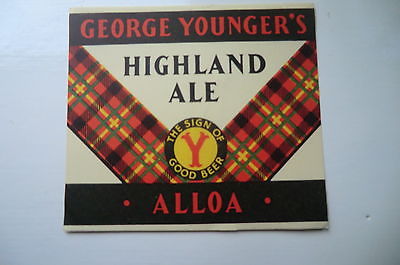 GEORGE YOUNGER'S
HIGHLAND
ALE
THE SIGN OF
Y
GOOD BEER
· ALLOA ·